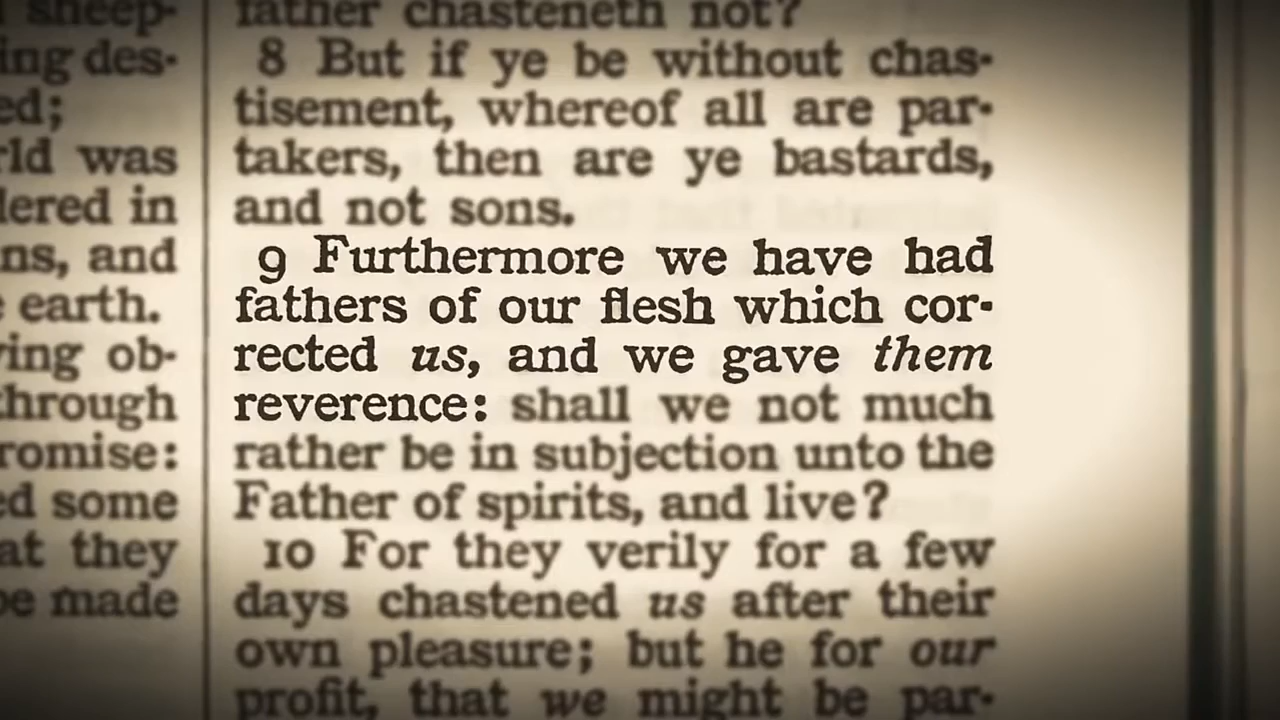 sheep-
ing des-
ed;
rld was
dered in
ns, and
earth.
ing ob-
through
romise:
ed some
at they
be made
father chasteneth not?
8 But if ye be without chas-
tisement, whereof all are par-
takers, then are ye bastards,
and not sons.
9 Furthermore we have had
fathers of our flesh which cor-
rected us, and we gave them
reverence: shall we not much
rather be in subjection unto the
Father of spirits, and live?
10 For they verily for a few
days chastened us after their
own pleasure; but he for our
profit, that we might be par-